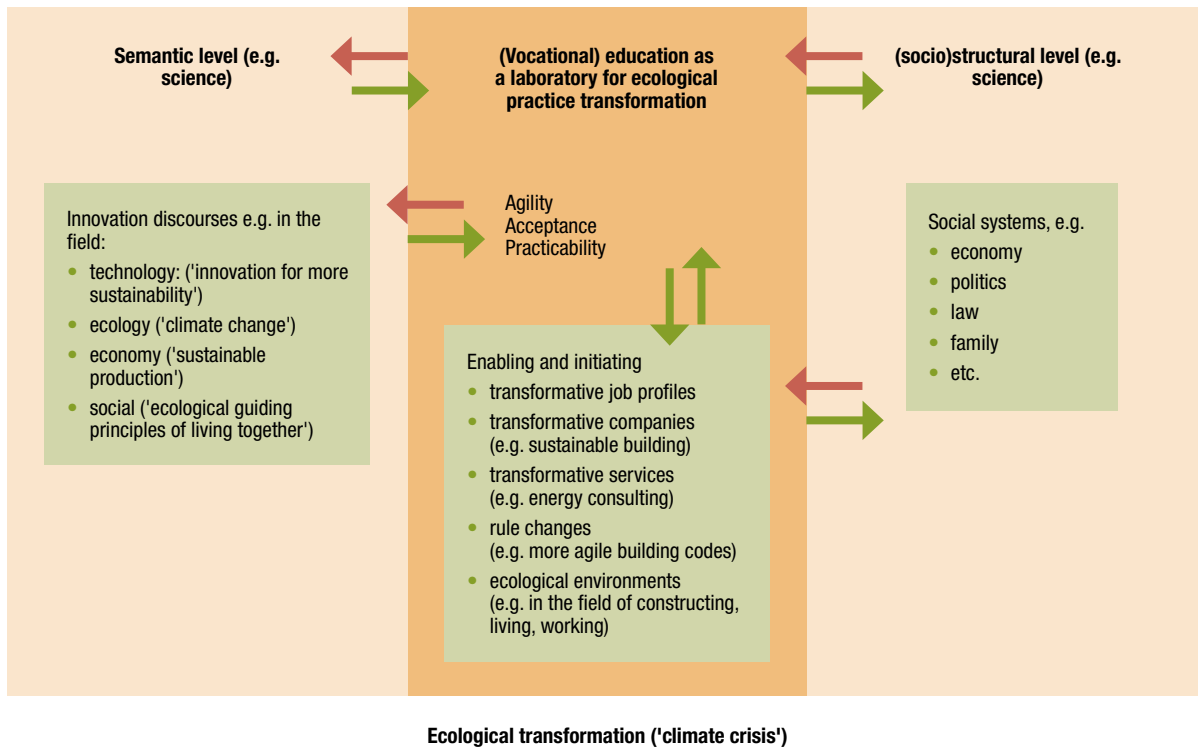 Semantic level (e.g.
science)
(Vocational) education as
a laboratory for ecological
practice transformation
(socio)structural level (e.g.
science)
Innovation discourses e.g. in the
field:
• technology: ('innovation for more
sustainability')
• ecology ('climate change')
• economy ('sustainable
production')
• social ('ecological guiding
principles of living together')
Agility
Acceptance
Practicability
Enabling and initiating
• transformative job profiles
• transformative companies
(e.g. sustainable building)
• transformative services
(e.g. energy consulting)
• rule changes
(e.g. more agile building codes)
• ecological environments
(e.g. in the field of constructing,
living, working)
Social systems, e.g.
• economy
• politics
• law
• family
• etc.
Ecological transformation ('climate crisis')